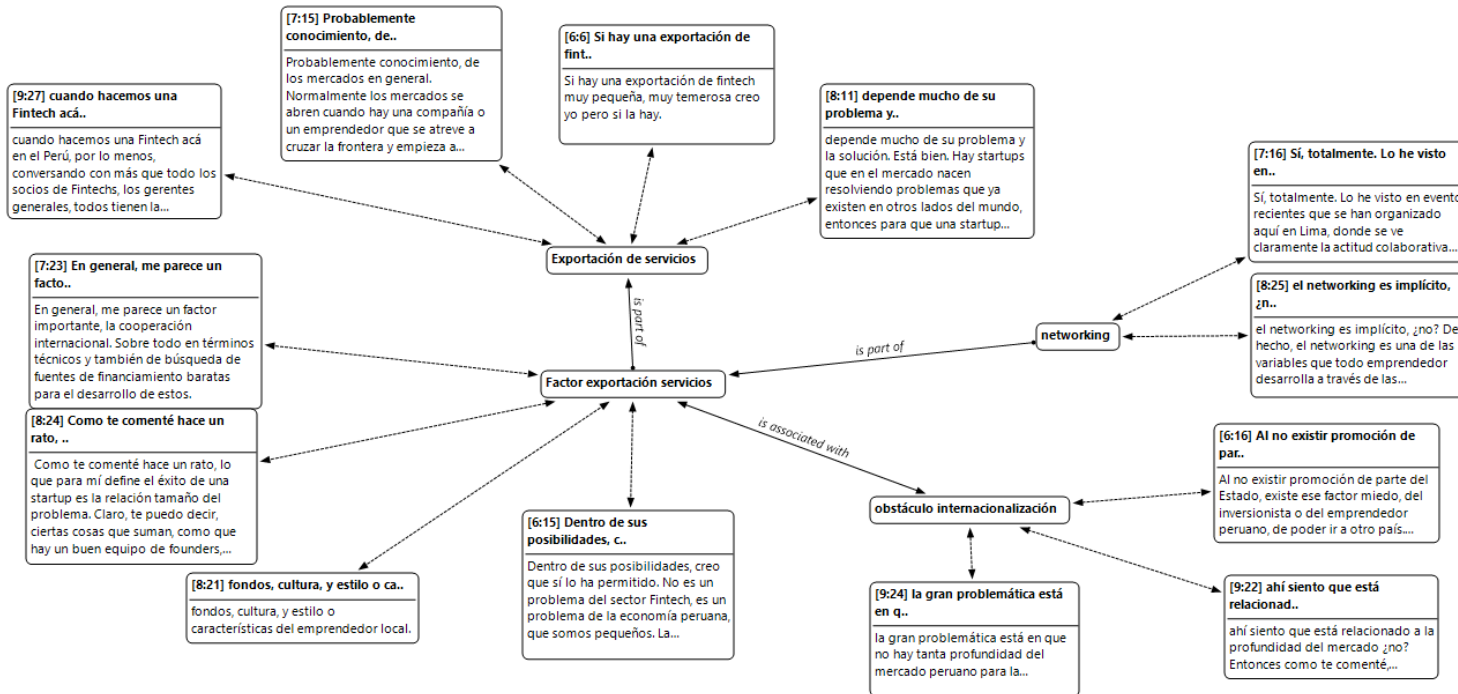 [7:15] Probablemente
conocimiento, de..
Probablemente conocimiento, de
los mercados en general.
Normalmente los mercados se
abren cuando hay una compañía o
un emprendedor que se atreve a
cruzar la frontera y empieza a...
[6:6] Si hay una exportación de
fint..
Si hay una exportación de fintech
muy pequeña, muy temerosa creo
yo pero si la hay.
[9:27] cuando hacemos una
Fintech acá..
cuando hacemos una Fintech acá
en el Perú, por lo menos,
conversando con más que todo los
socios de Fintechs, los gerentes
generales, todos tienen la...
[8:11] depende mucho de su
problema y..
depende mucho de su problema y
la solución. Está bien. Hay startups
que en el mercado nacen
resolviendo problemas que ya
existen en otros lados del mundo,
entonces para que una startup...
[7:16] Sí, totalmente. Lo he visto
en..
Sí, totalmente. Lo he visto en evento
recientes que se han organizado
aquí en Lima, donde se ve
claramente la actitud colaborativa...
Exportación de servicios
[7:23] En general, me parece un
facto..
En general, me parece un factor
importante, la cooperación
internacional. Sobre todo en términos
técnicos y también de búsqueda de
fuentes de financiamiento baratas
para el desarrollo de estos.
is part of
[8:25] el networking es implícito,
¿n..
el networking es implícito, ¿no? De
hecho, el networking es una de las
variables que todo emprendedor
desarrolla a través de las...
networking
is part of
Factor exportación servicios
[8:24] Como te comenté hace un
rato, ..
Como te comenté hace un rato, lo
que para mí define el éxito de una
startup es la relación tamaño del
problema. Claro, te puedo decir,
ciertas cosas que suman, como que
hay un buen equipo de founders,...
is associated with
[6:16] Al no existir promoción de
par..
Al no existir promoción de parte del
Estado, existe ese factor miedo, del
inversionista o del emprendedor
peruano, de poder ir a otro país....
obstáculo internacionalización
[6:15] Dentro de sus
posibilidades, c..
Dentro de sus posibilidades, creo
que sí lo ha permitido. No es un
problema del sector Fintech, es un
problema de la economía peruana,
que somos pequeños. La...
[8:21] fondos, cultura, y estilo o ca..
fondos, cultura, y estilo o
características del emprendedor local.
[9:24] la gran problemática está
en q..
la gran problemática está en que
no hay tanta profundidad del
mercado peruano para la...
[9:22] ahí siento que está
relacionad..
ahí siento que está relacionado a la
profundidad del mercado ¿no?
Entonces como te comenté,...